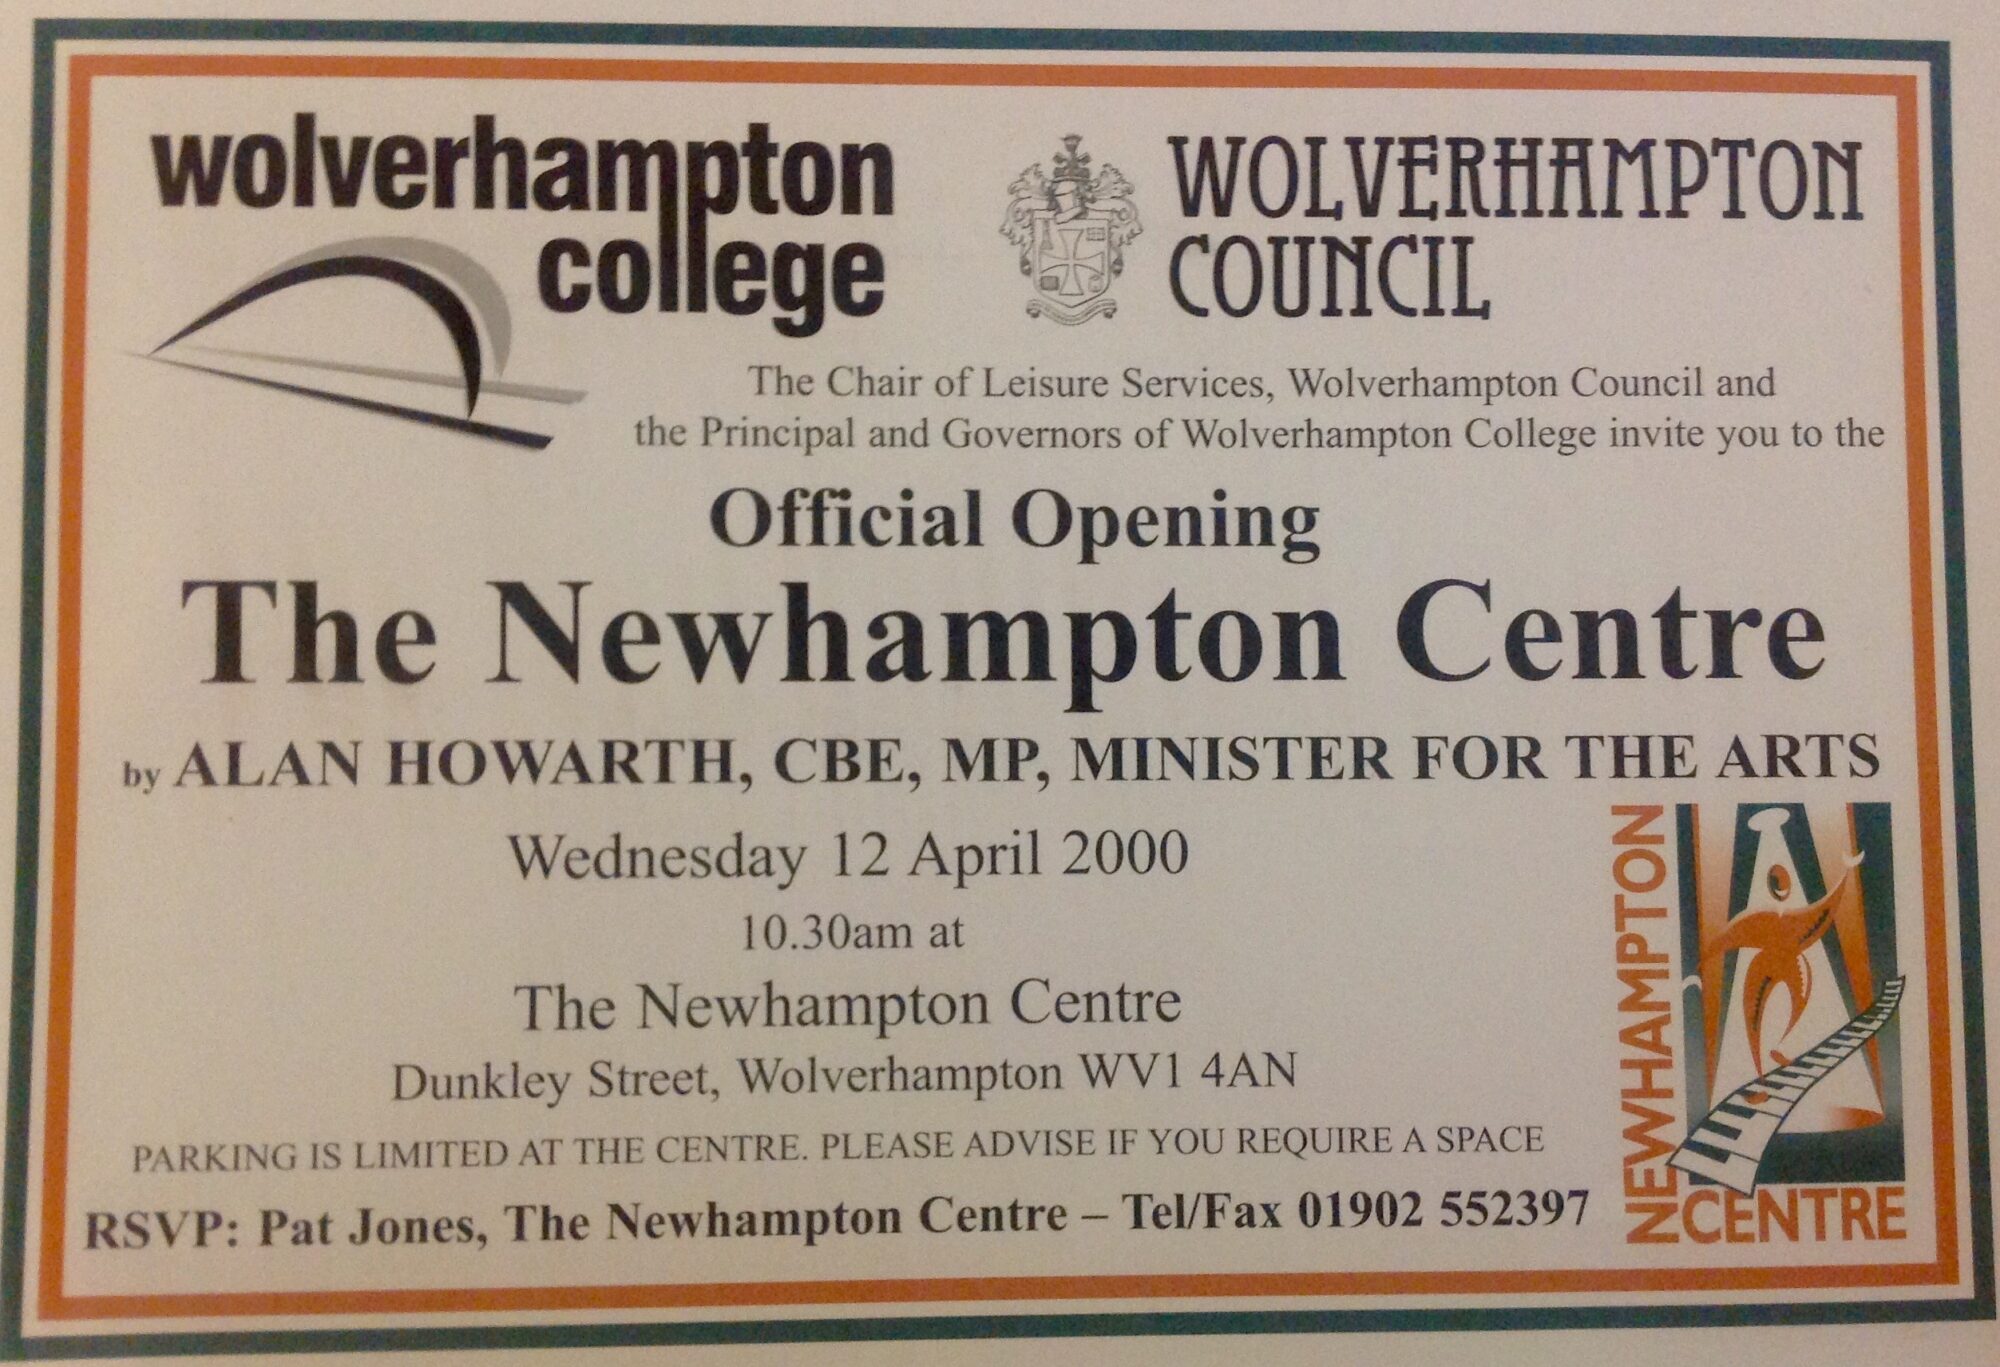 wolverhampton
college
WOLVERHAMPTON
COUNCIL
The Chair of Leisure Services, Wolverhampton Council and
the Principal and Governors of Wolverhampton College invite you to the
Official Opening
The Newhampton Centre
by ALAN HOWARTH, CBE, MP, MINISTER FOR THE ARTS
Wednesday 12 April 2000
10.30am at
The Newhampton Centre
Dunkley Street, Wolverhampton WV1 4AN
PARKING IS LIMITED AT THE CENTRE. PLEASE ADVISE IF YOU REQUIRE A SPACE
RSVP: Pat Jones, The Newhampton Centre – Tel/Fax 01902 552397
NEWHAMPTON
CENTRE